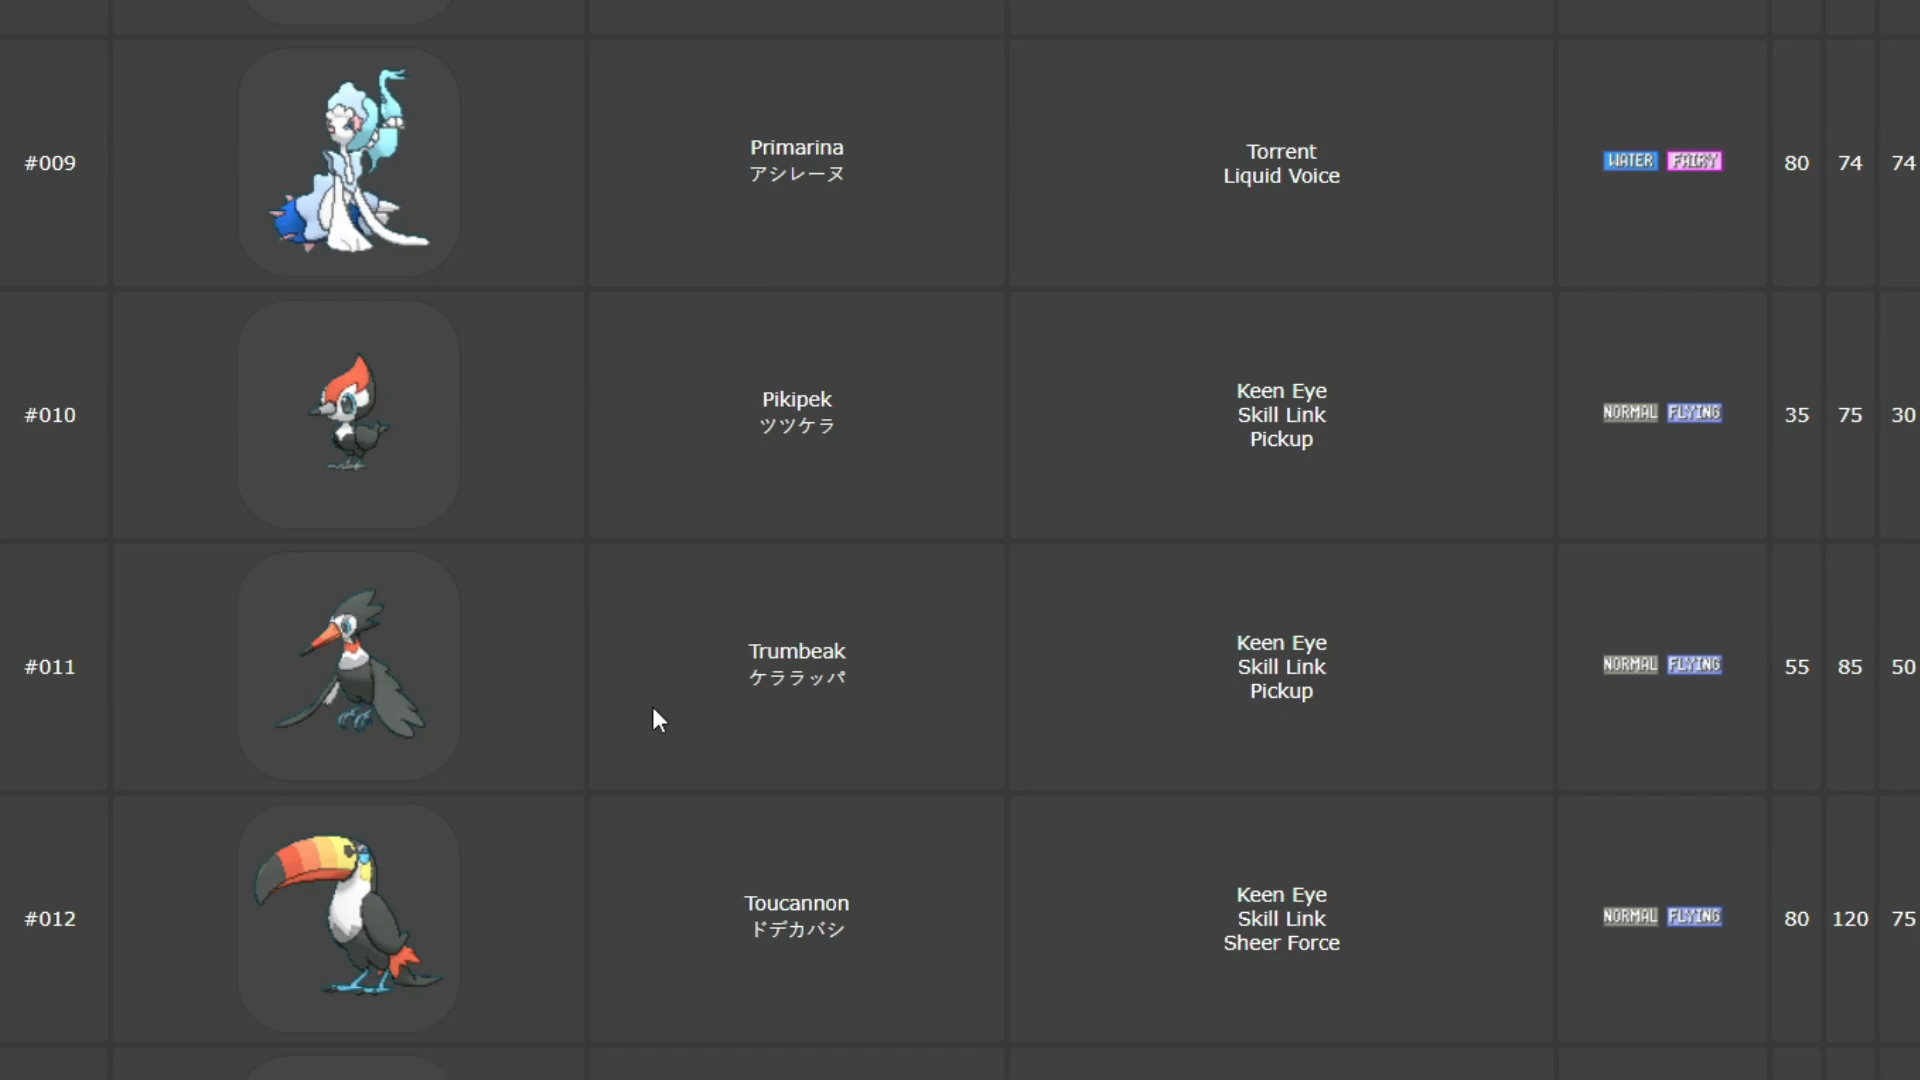 #009
Primarina
アシレーヌ
Torrent
Liquid Voice
WATER FAIRY
80 74 74
#010
Pikipek
ツツケラ
Keen Eye
Skill Link
Pickup
NORMAL FLYING
35 75 30
#011
Trumbeak
ケララッパ
Keen Eye
Skill Link
Pickup
NORMAL FLYING
55 85 50
#012
Toucannon
ドデカバシ
Keen Eye
Skill Link
Sheer Force
NORMAL FLYING
80 120 75